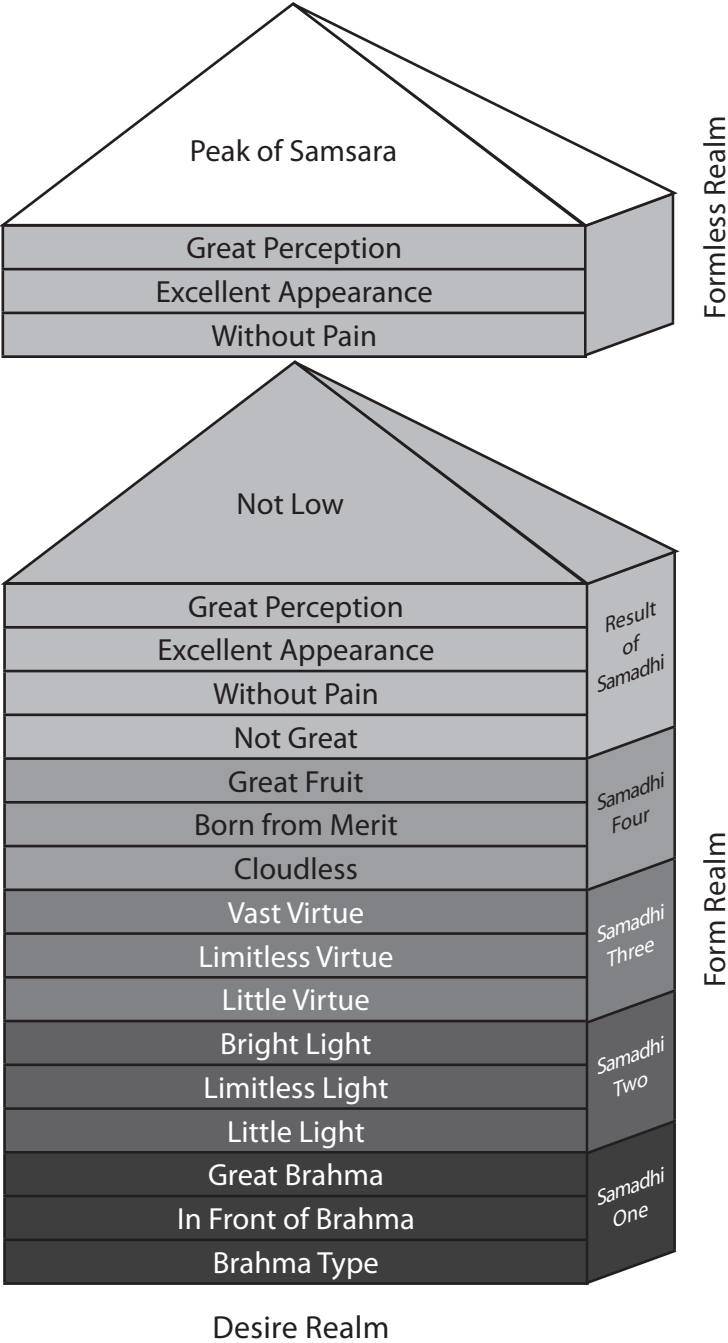 Peak of Samsara
Great Perception
Excellent Appearance
Without Pain
Formless Realm
Not Low
Great Perception
Excellent Appearance
Without Pain
Not Great
Result
of
Samadhi
Great Fruit
Born from Merit
Cloudless
Samadhi
Four
Vast Virtue
Limitless Virtue
Little Virtue
Samadhi
Three
Bright Light
Limitless Light
Little Light
Samadhi
Two
Great Brahma
In Front of Brahma
Brahma Type
Samadhi
One
Form Realm
Desire Realm